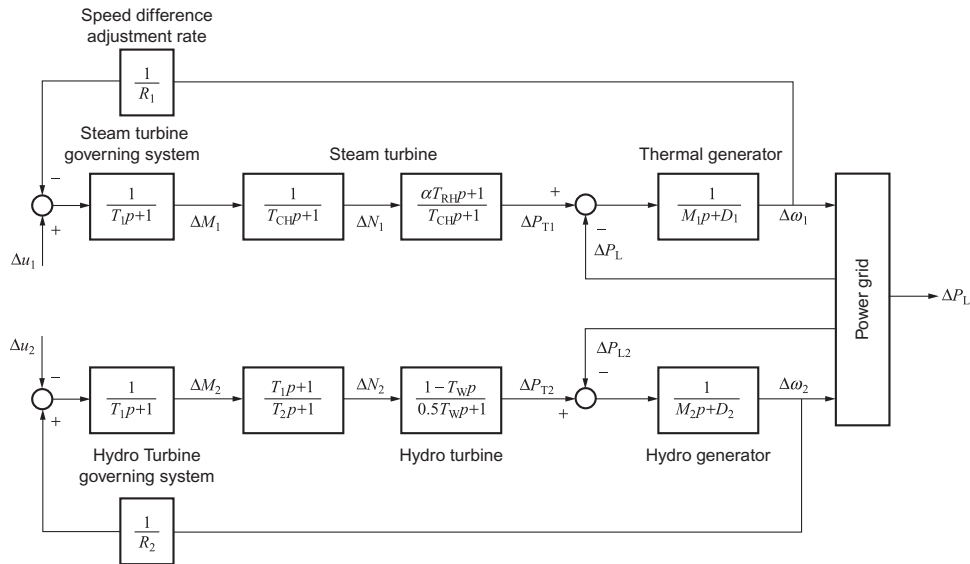 Speed difference
adjustment rate
1
R1
Steam turbine
governing system
Steam turbine
Thermal generator
−
+
Δu1
1
T1p+1
ΔM1
1
TCHp+1
ΔN1
αTRHp+1
TCHp+1
ΔPT1
+
−
ΔPL
1
M1p+D1
Δω1
Power grid
ΔPL
Δu2
−
+
1
T1p+1
ΔM2
T1p+1
T2p+1
ΔN2
1−TWp
0.5TWp+1
ΔPT2
+
ΔPL2
−
1
M2p+D2
Δω2
Hydro Turbine
governing system
Hydro turbine
Hydro generator
1
R2